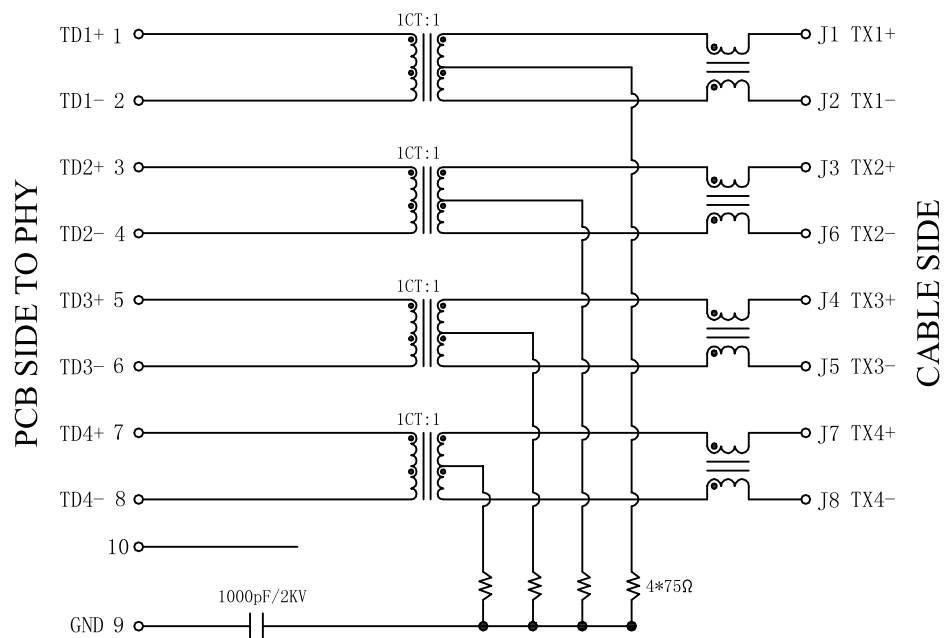 1CT:1
TD1+ 1
J1 TX1+
TD1- 2
J2 TX1-
1CT:1
TD2+ 3
J3 TX2+
TD2- 4
J6 TX2-
1CT:1
TD3+ 5
J4 TX3+
TD3- 6
J5 TX3-
1CT:1
TD4+ 7
J7 TX4+
TD4- 8
J8 TX4-
10
1000pF/2KV
4*75Ω
GND 9
PCB SIDE TO PHY
CABLE SIDE